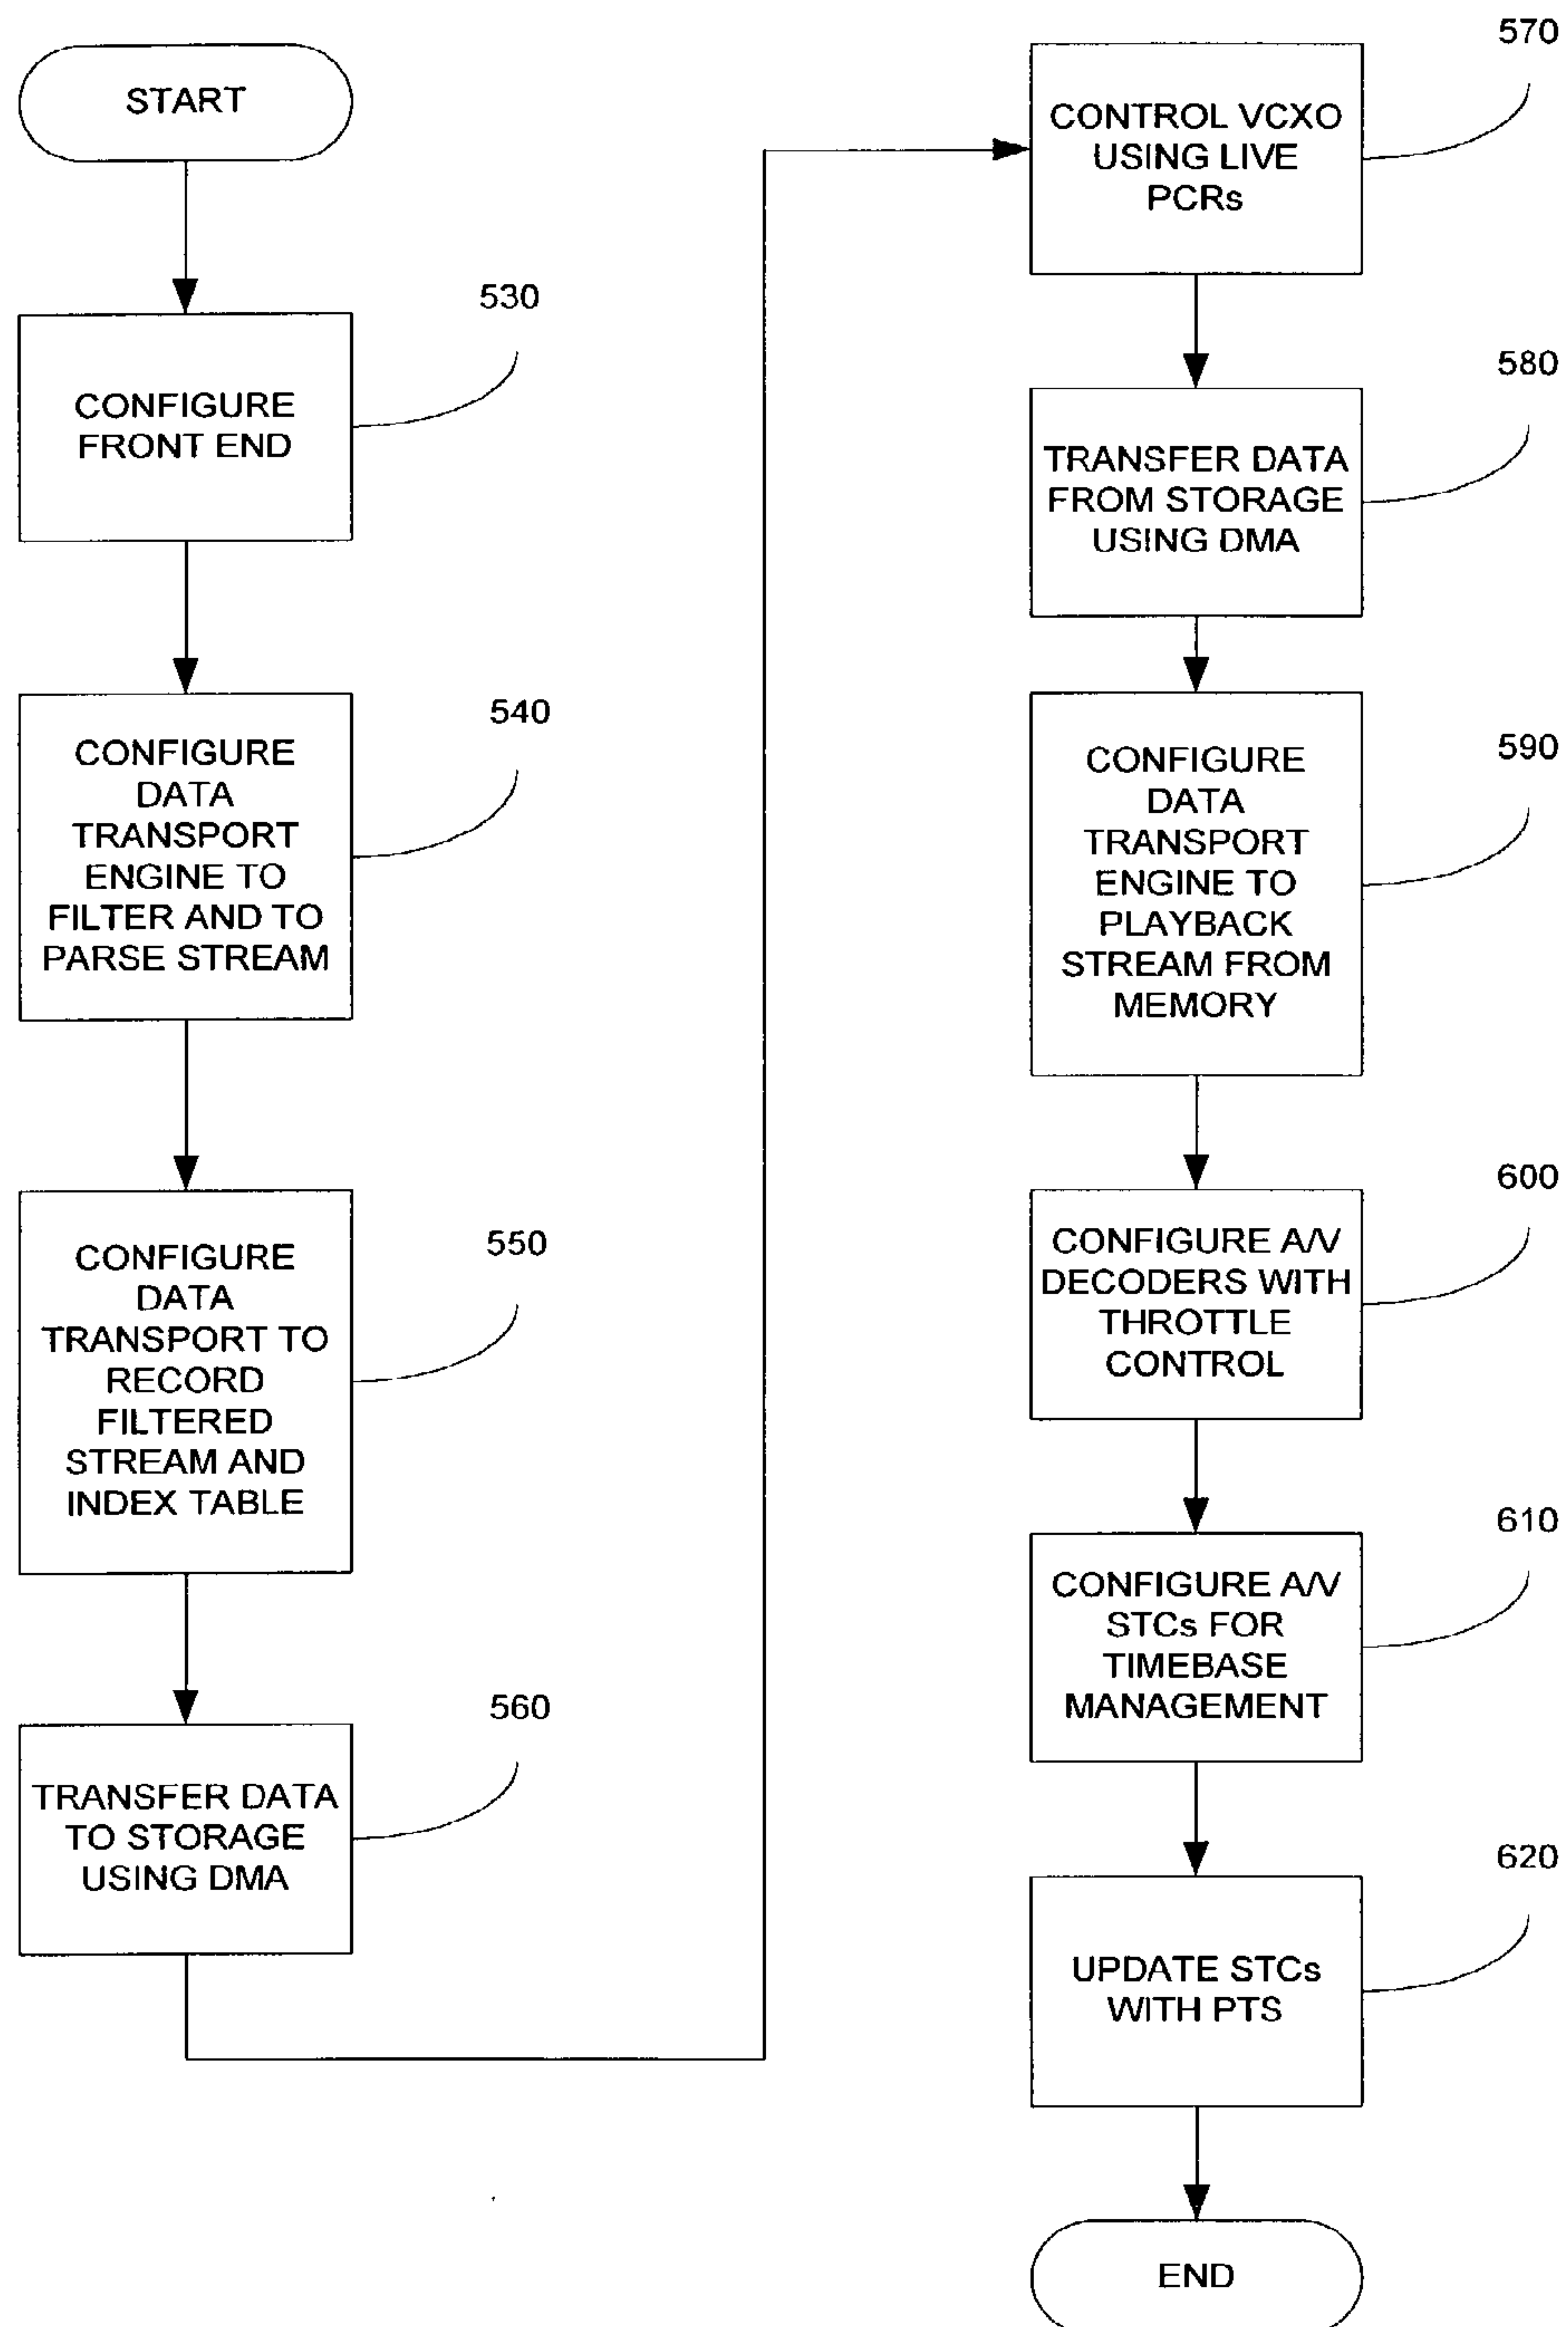 START
530
CONFIGURE
FRONT END
540
CONFIGURE
DATA
TRANSPORT
ENGINE TO
FILTER AND TO
PARSE STREAM
550
CONFIGURE
DATA
TRANSPORT TO
RECORD
FILTERED
STREAM AND
INDEX TABLE
560
TRANSFER DATA
TO STORAGE
USING DMA
570
CONTROL VCXO
USING LIVE
PCRs
580
TRANSFER DATA
FROM STORAGE
USING DMA
590
CONFIGURE
DATA
TRANSPORT
ENGINE TO
PLAYBACK
STREAM FROM
MEMORY
600
CONFIGURE A/V
DECODERS WITH
THROTTLE
CONTROL
610
CONFIGURE A/V
STCs FOR
TIMEBASE
MANAGEMENT
620
UPDATE STCs
WITH PTS
END